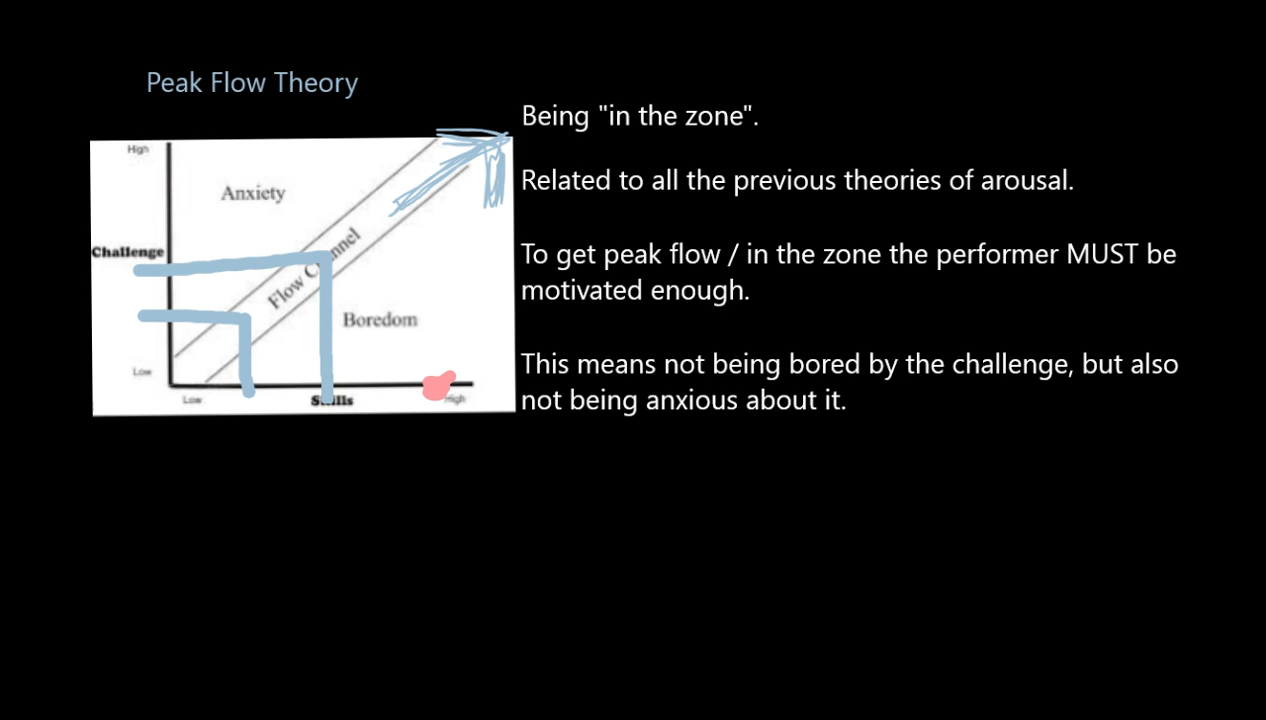 Peak Flow Theory
Being "in the zone".
High
Anxiety
Related to all the previous theories of arousal.
Challenge
Flow
To get peak flow / in the zone the performer MUST be
motivated enough.
Boredom
Low
This means not being bored by the challenge, but also
not being anxious about it.
Low
High